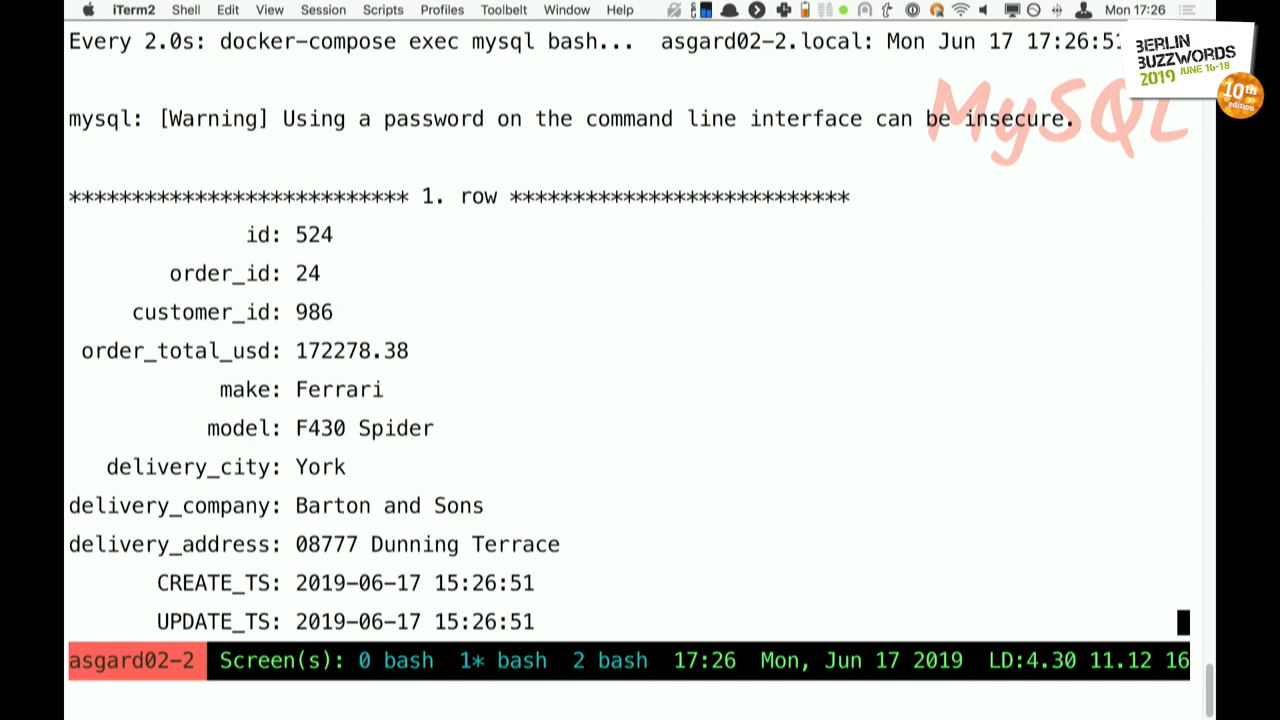 iTerm2 Shell Edit View Session Scripts Profiles Toolbelt Window Help Mon 17:26
BERLIN
BUZZWORDS
2019 JUNE 16-18
10th
edition
Every 2.0s: docker-compose exec mysql bash... asgard02-2.local: Mon Jun 17 17:26:51
MySQL
mysql: [Warning] Using a password on the command line interface can be insecure.
*************************** 1. row ***************************
id: 524
order_id: 24
customer_id: 986
order_total_usd: 172278.38
make: Ferrari
model: F430 Spider
delivery_city: York
delivery_company: Barton and Sons
delivery_address: 08777 Dunning Terrace
CREATE_TS: 2019-06-17 15:26:51
UPDATE_TS: 2019-06-17 15:26:51
asgard02-2 Screen(s): 0 bash 1* bash 2 bash 17:26 Mon, Jun 17 2019 LD:4.30 11.12 16